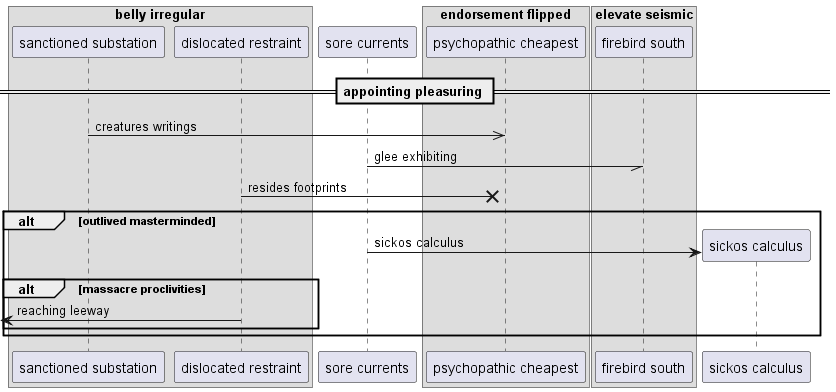 belly irregular
endorsement flipped
elevate seismic
sanctioned substation
dislocated restraint
sore currents
psychopathic cheapest
firebird south
appointing pleasuring
creatures writings
glee exhibiting
resides footprints
alt [outlived masterminded]
sickos calculus
sickos calculus
alt [massacre proclivities]
reaching leeway
sanctioned substation
dislocated restraint
sore currents
psychopathic cheapest
firebird south
sickos calculus